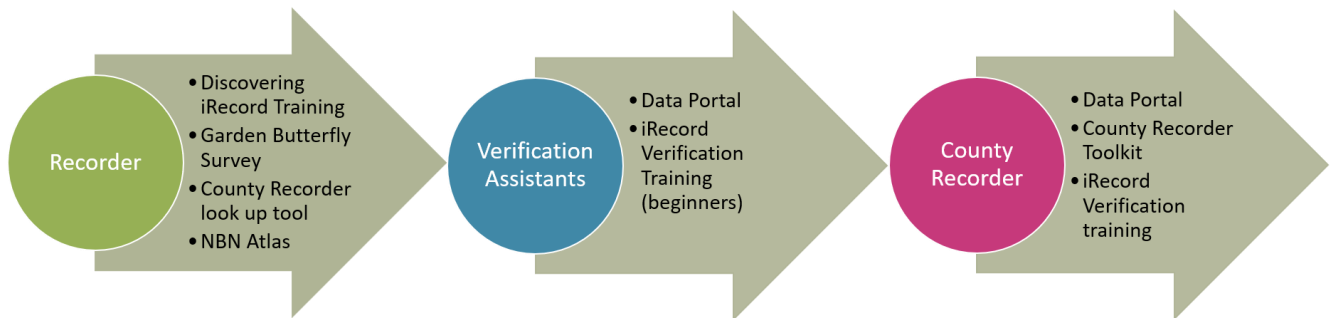 Recorder
• Discovering
iRecord Training
• Garden Butterfly
Survey
• County Recorder
look up tool
• NBN Atlas
Verification
Assistants
• Data Portal
• iRecord
Verification
Training
(beginners)
County
Recorder
• Data Portal
• County Recorder
Toolkit
• iRecord
Verification
training